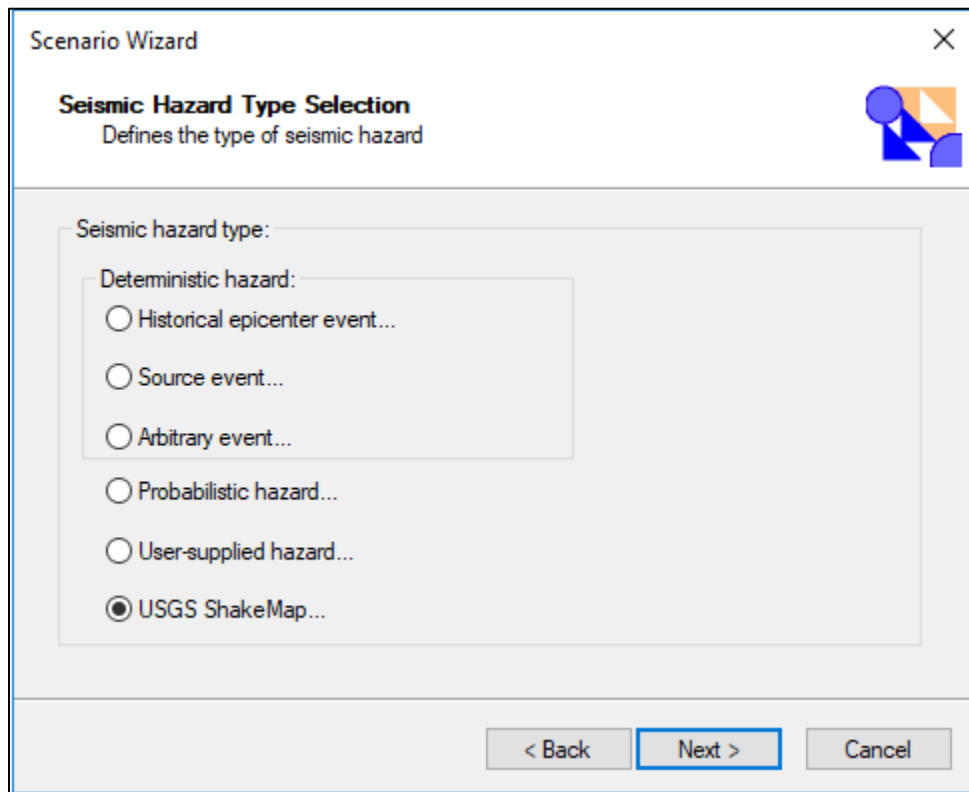 Scenario Wizard
Seismic Hazard Type Selection
Defines the type of seismic hazard
Seismic hazard type:
Deterministic hazard:
Historical epicenter event...
Source event...
Arbitrary event...
Probabilistic hazard...
User-supplied hazard...
USGS ShakeMap...
< Back Next > Cancel